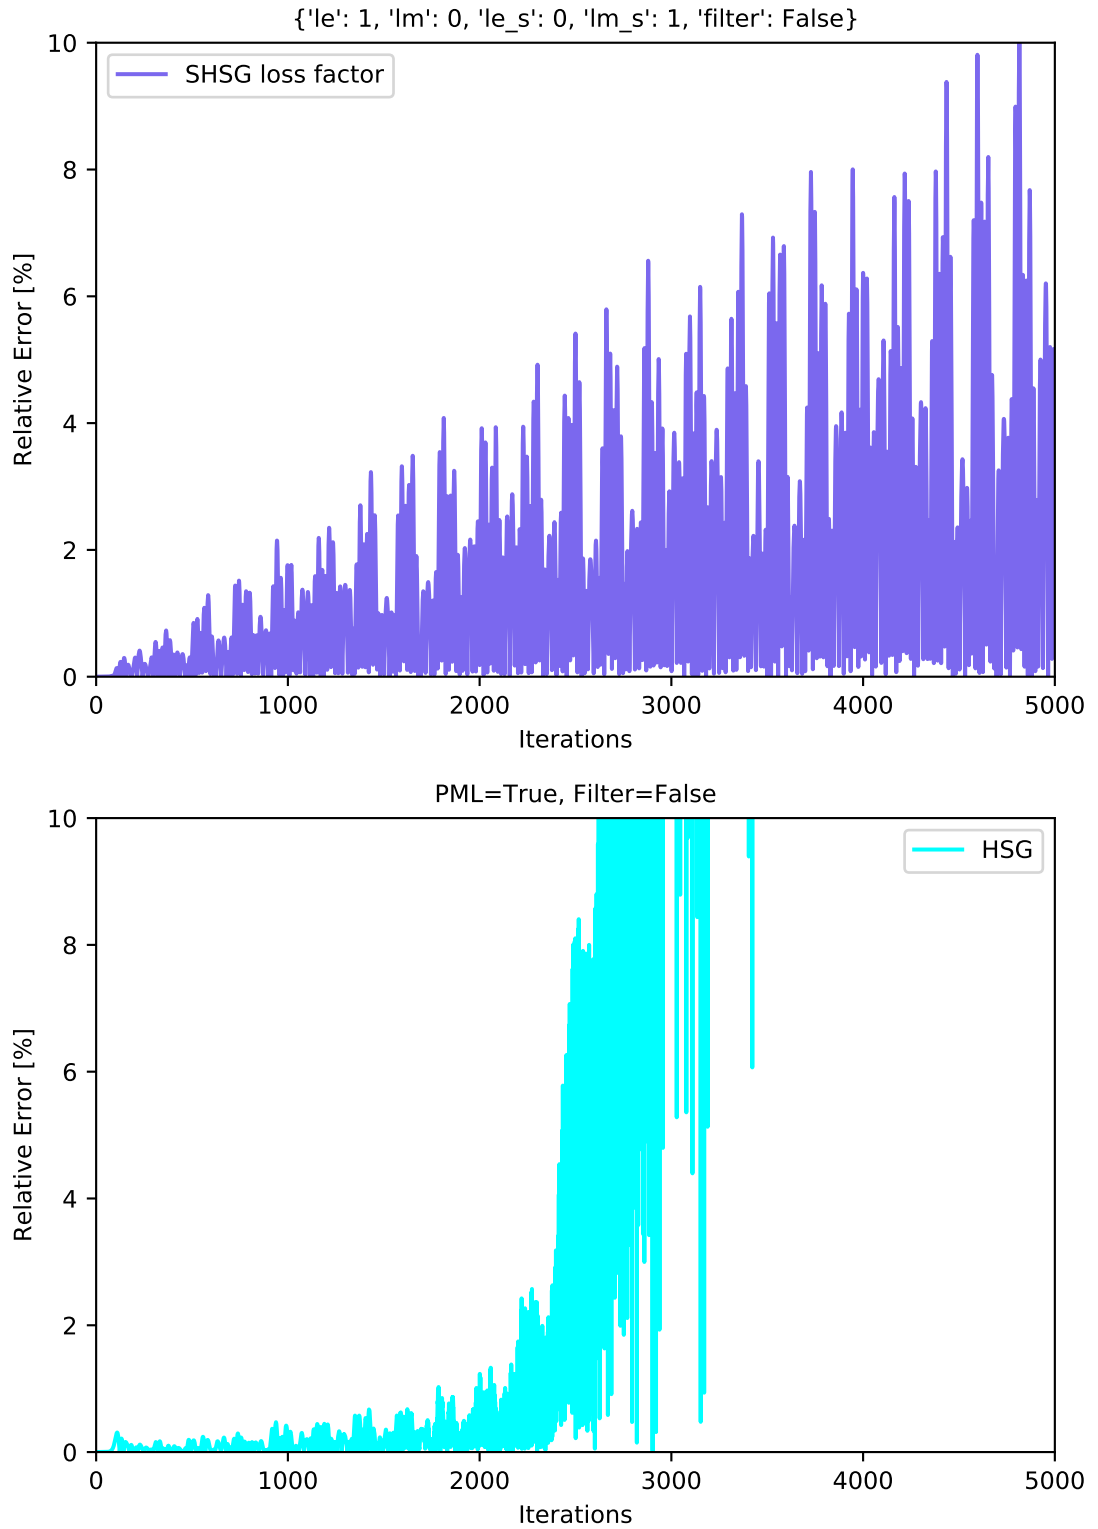 {'le': 1, 'lm': 0, 'le_s': 0, 'lm_s': 1, 'filter': False}
10
8
6
4
2
0
Relative Error [%]
SHSG loss factor
0 1000 2000 3000 4000 5000
Iterations
PML=True, Filter=False
10
8
6
4
2
0
Relative Error [%]
HSG
0 1000 2000 3000 4000 5000
Iterations